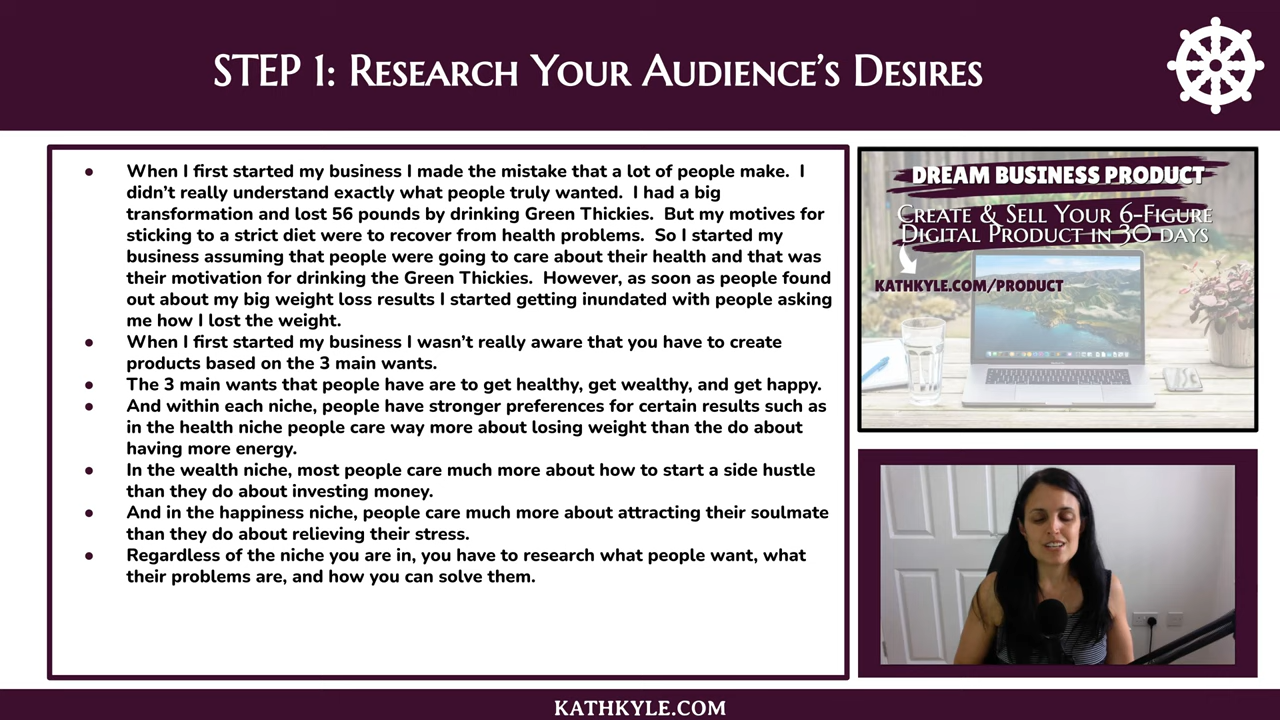 STEP 1: Research Your Audience's Desires
● When I first started my business I made the mistake that a lot of people make. I
didn't really understand exactly what people truly wanted. I had a big
transformation and lost 56 pounds by drinking Green Thickies. But my motives for
sticking to a strict diet were to recover from health problems. So I started my
business assuming that people were going to care about their health and that was
their motivation for drinking the Green Thickies. However, as soon as people found
out about my big weight loss results I started getting inundated with people asking
me how I lost the weight.
● When I first started my business I wasn't really aware that you have to create
products based on the 3 main wants.
● The 3 main wants that people have are to get healthy, get wealthy, and get happy.
● And within each niche, people have stronger preferences for certain results such as
in the health niche people care way more about losing weight than the do about
having more energy.
● In the wealth niche, most people care much more about how to start a side hustle
than they do about investing money.
● And in the happiness niche, people care much more about attracting their soulmate
than they do about relieving their stress.
● Regardless of the niche you are in, you have to research what people want, what
their problems are, and how you can solve them.
DREAM BUSINESS PRODUCT
Create & Sell Your 6-Figure
Digital Product in 30 days
KATHKYLE.COM/PRODUCT
KATHKYLE.COM